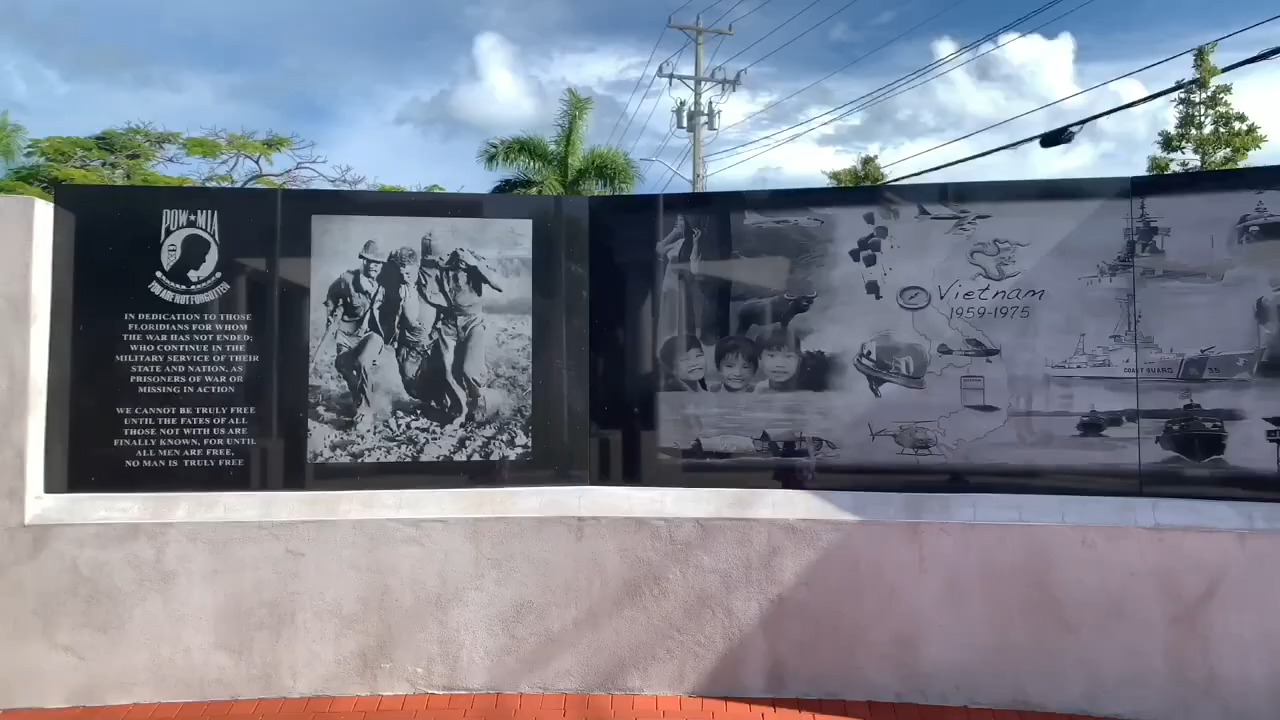 POW★MIA
YOU ARE NOT FORGOTTEN
IN DEDICATION TO THOSE
FLORIDIANS FOR WHOM
THE WAR HAS NOT ENDED;
WHO CONTINUE IN THE
MILITARY SERVICE OF THEIR
STATE AND NATION, AS
PRISONERS OF WAR OR
MISSING IN ACTION
WE CANNOT BE TRULY FREE
UNTIL THE FATES OF ALL
THOSE NOT WITH US ARE
FINALLY KNOWN, FOR UNTIL
ALL MEN ARE FREE,
NO MAN IS TRULY FREE
Vietnam
1959-1975
COAST GUARD 35